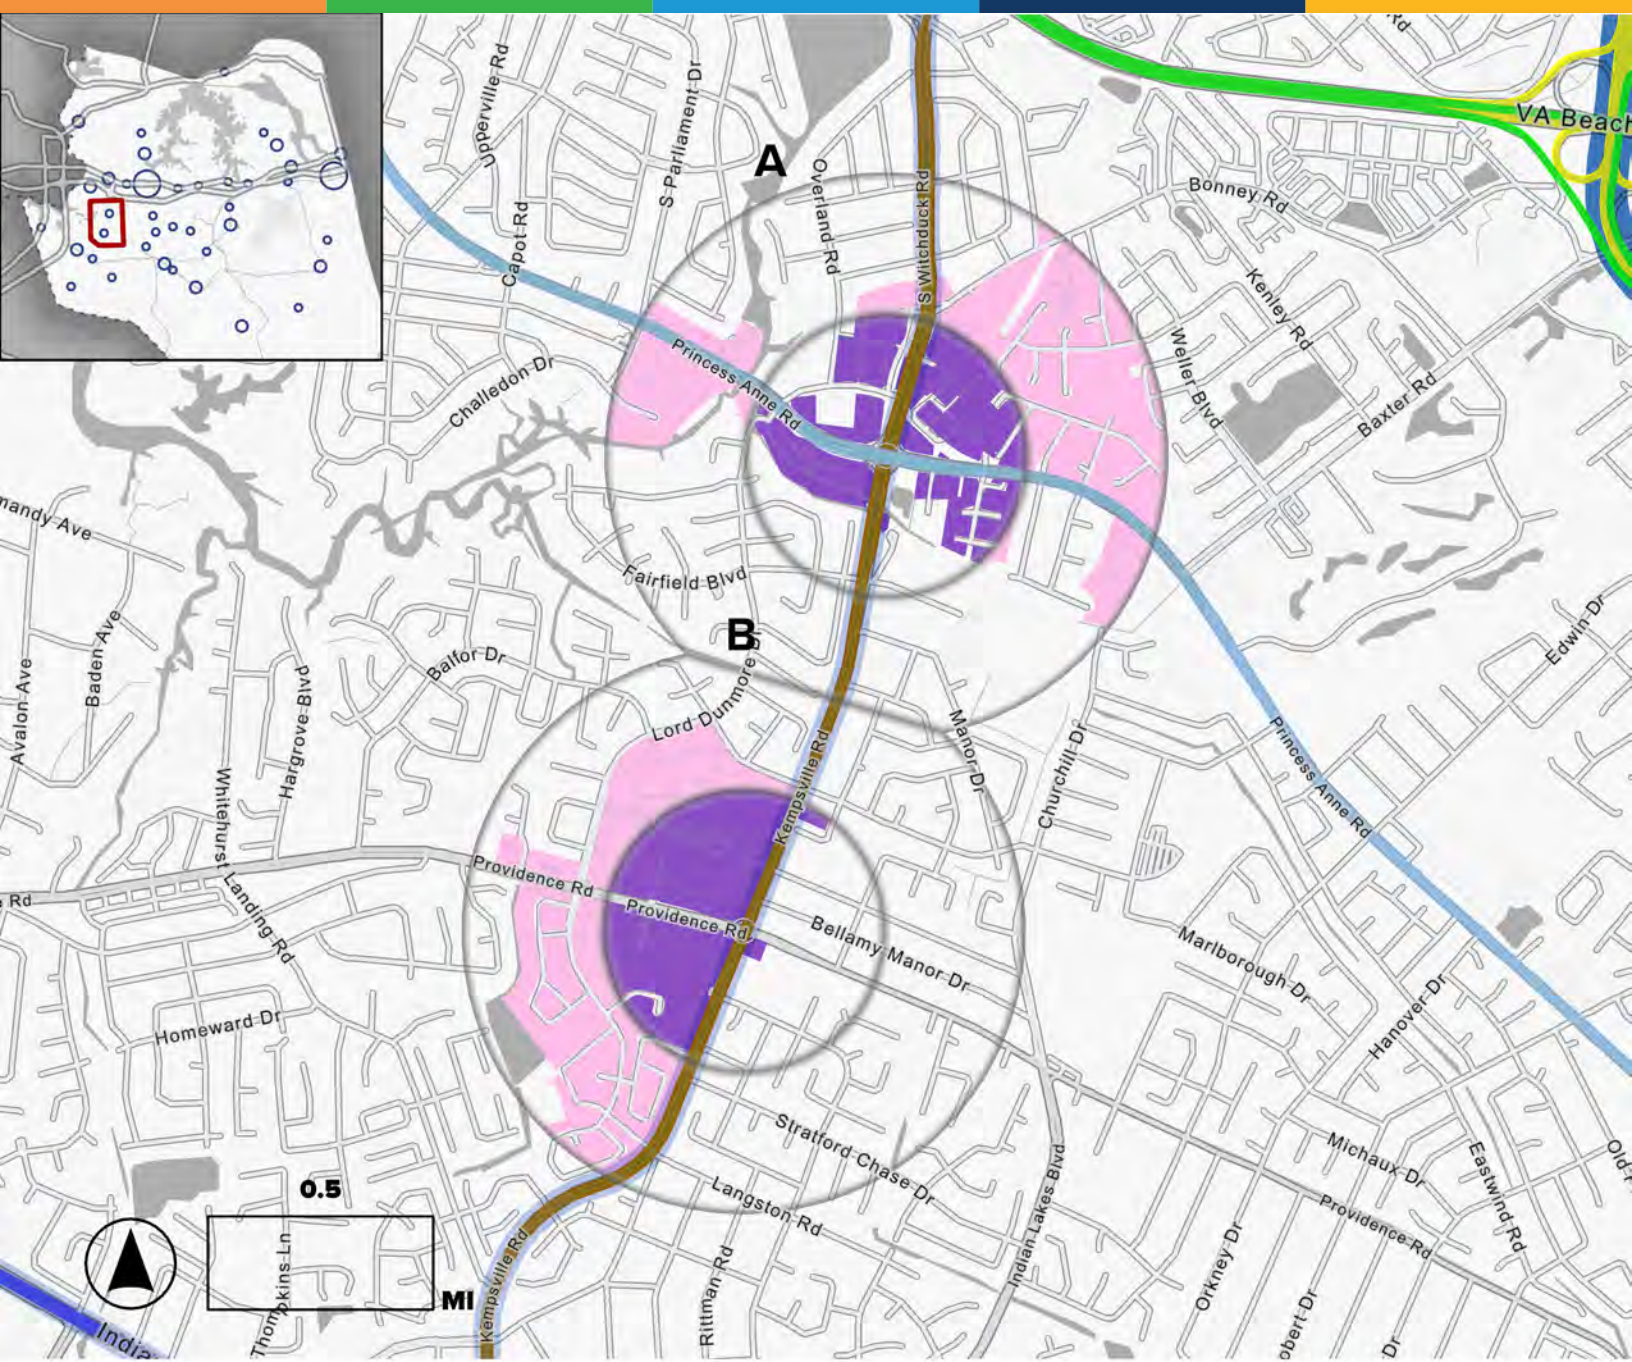 Rd
VA Beach
Upperville Rd
S Parliament Dr
A
Overland Rd
S Witchduck Rd
Bonney Rd
Capot Rd
Kenley Rd
Princess Anne Rd
Weller Blvd
Challedon Dr
Baxter Rd
mandy Ave
Fairfield Blvd
B
Edwin Dr
Baden Ave
Avalon Ave
Balfor Dr
Hargrove Blvd
Lord Dunmore D
Manor Dr
Churchill Dr
Princess Anne Rd
Kempsville Rd
Whitehurst Landing Rd
Providence Rd
e Rd
Providence Rd
Bellamy Manor Dr
Marlborough Dr
Hanover Dr
Homeward Dr
Stratford Chase Dr
Michaux Dr
Eastwind Rd
Langston Rd
Indian Lakes Blvd
Providence Rd
0.5
MI
Thompkins Ln
Kempsville Rd
Rittman Rd
Orkney Dr
obert Dr
Dr
India